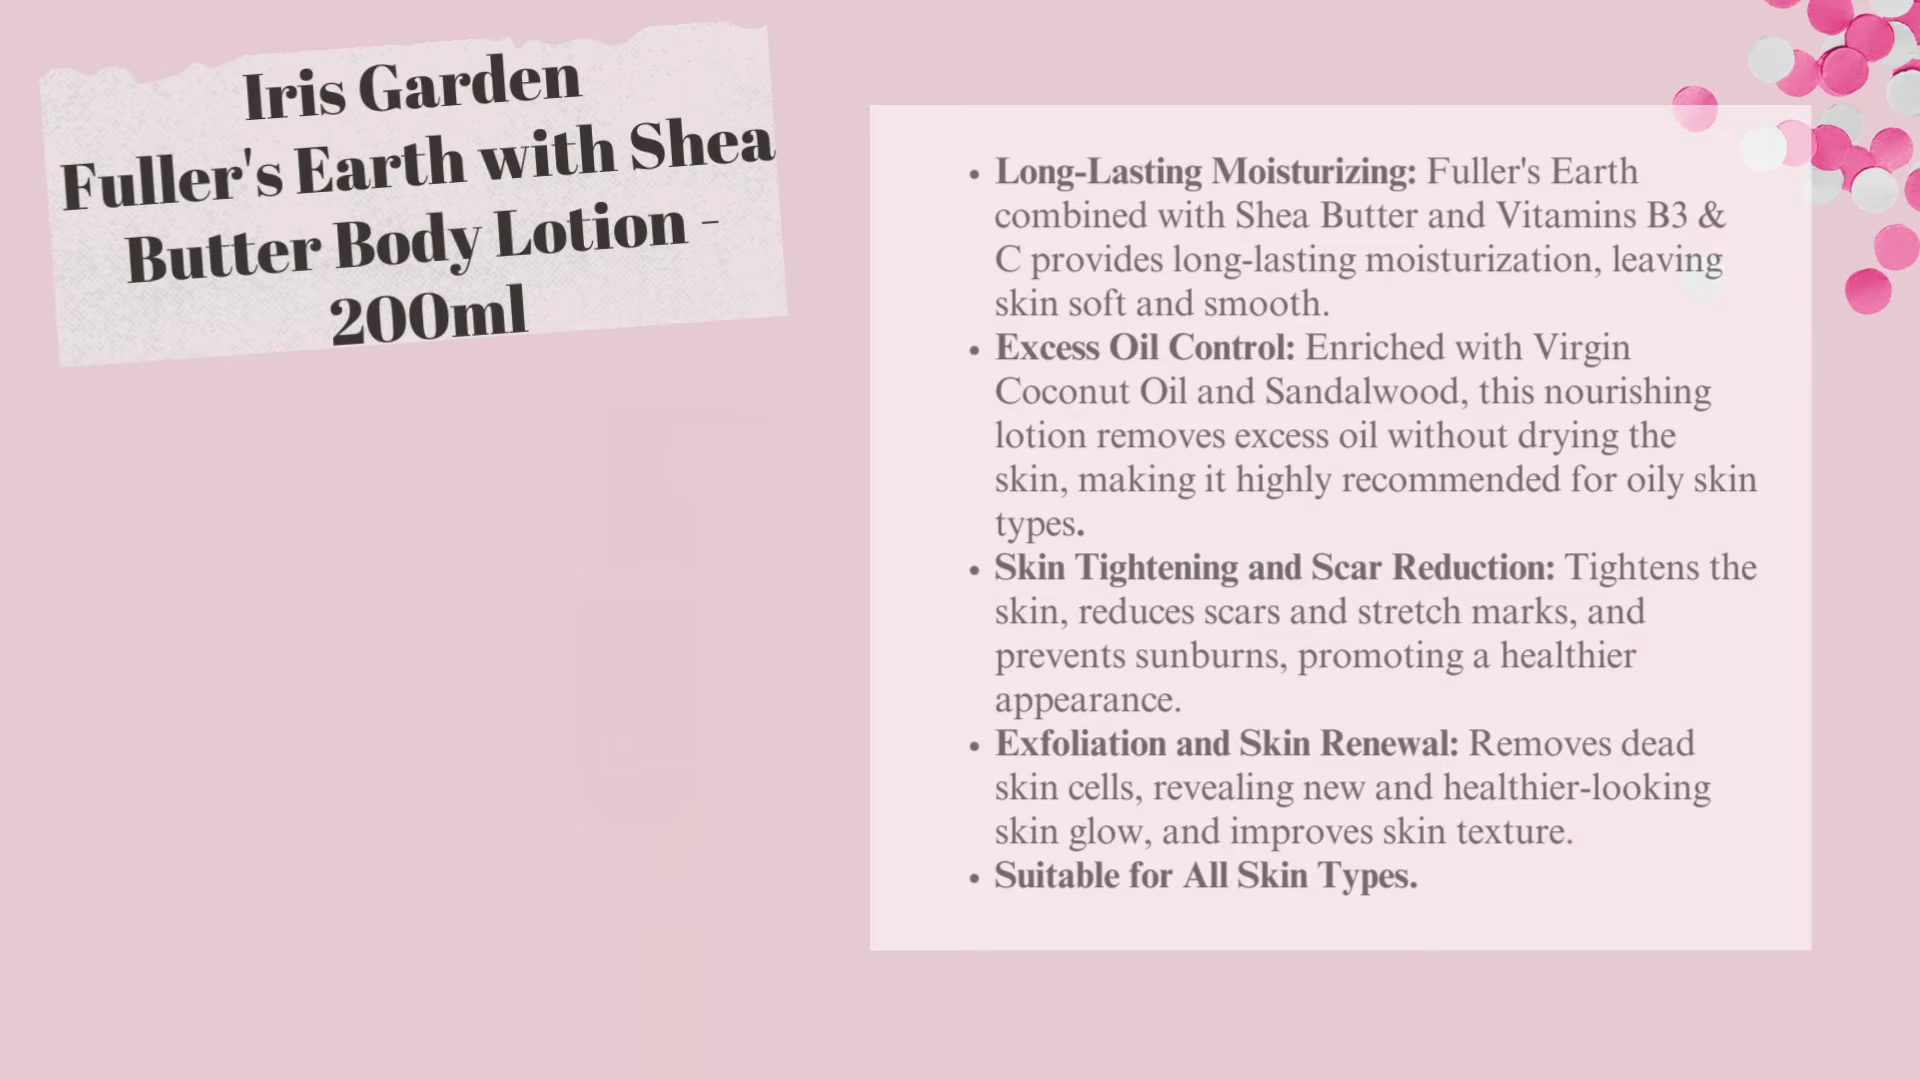 Iris Garden
Fuller's Earth with Shea
Butter Body Lotion -
200ml
• Long-Lasting Moisturizing: Fuller's Earth
combined with Shea Butter and Vitamins B3 &
C provides long-lasting moisturization, leaving
skin soft and smooth.
• Excess Oil Control: Enriched with Virgin
Coconut Oil and Sandalwood, this nourishing
lotion removes excess oil without drying the
skin, making it highly recommended for oily skin
types.
• Skin Tightening and Scar Reduction: Tightens the
skin, reduces scars and stretch marks, and
prevents sunburns, promoting a healthier
appearance.
• Exfoliation and Skin Renewal: Removes dead
skin cells, revealing new and healthier-looking
skin glow, and improves skin texture.
• Suitable for All Skin Types.